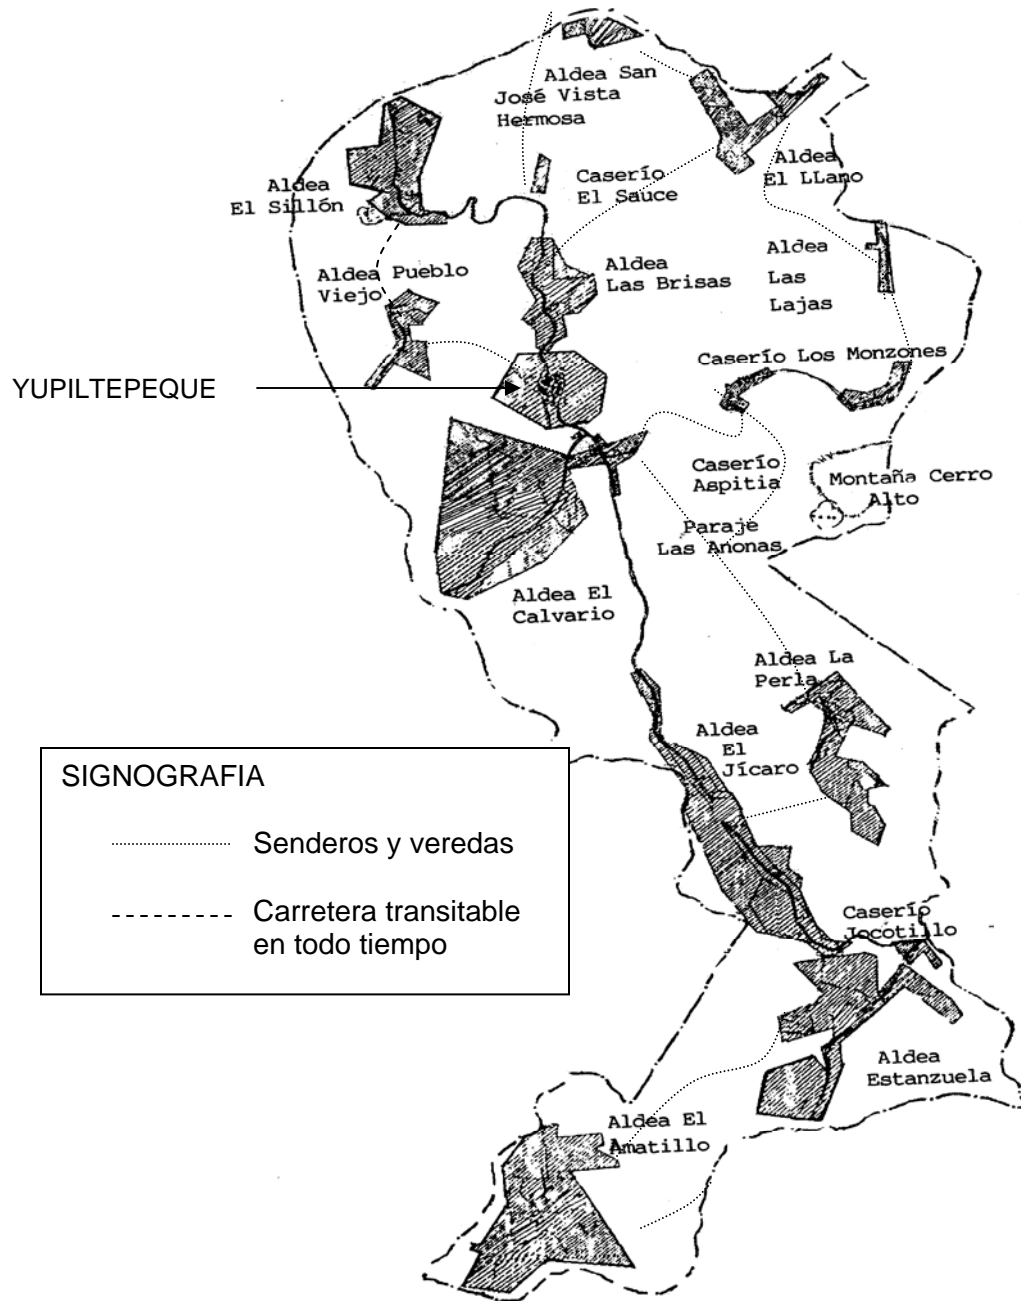 Aldea San
José Vista
Hermosa
Aldea
El Sillón
Caserío
El Sauce
Aldea
El LLano
Aldea Pueblo
Viejo
Aldea
Las Brisas
Aldea
Las
Lajas
YUPILTEPEQUE
Caserío Los Monzones
Caserío
Aspitia
Montaña Cerro
Alto
Paraje
Las Anonas
Aldea El
Calvario
Aldea La
Perla
Aldea
El
Jícaro
SIGNOGRAFIA
Senderos y veredas
Carretera transitable
en todo tiempo
Caserío
Jocotillo
Aldea
Estanzuela
Aldea El
Amatillo